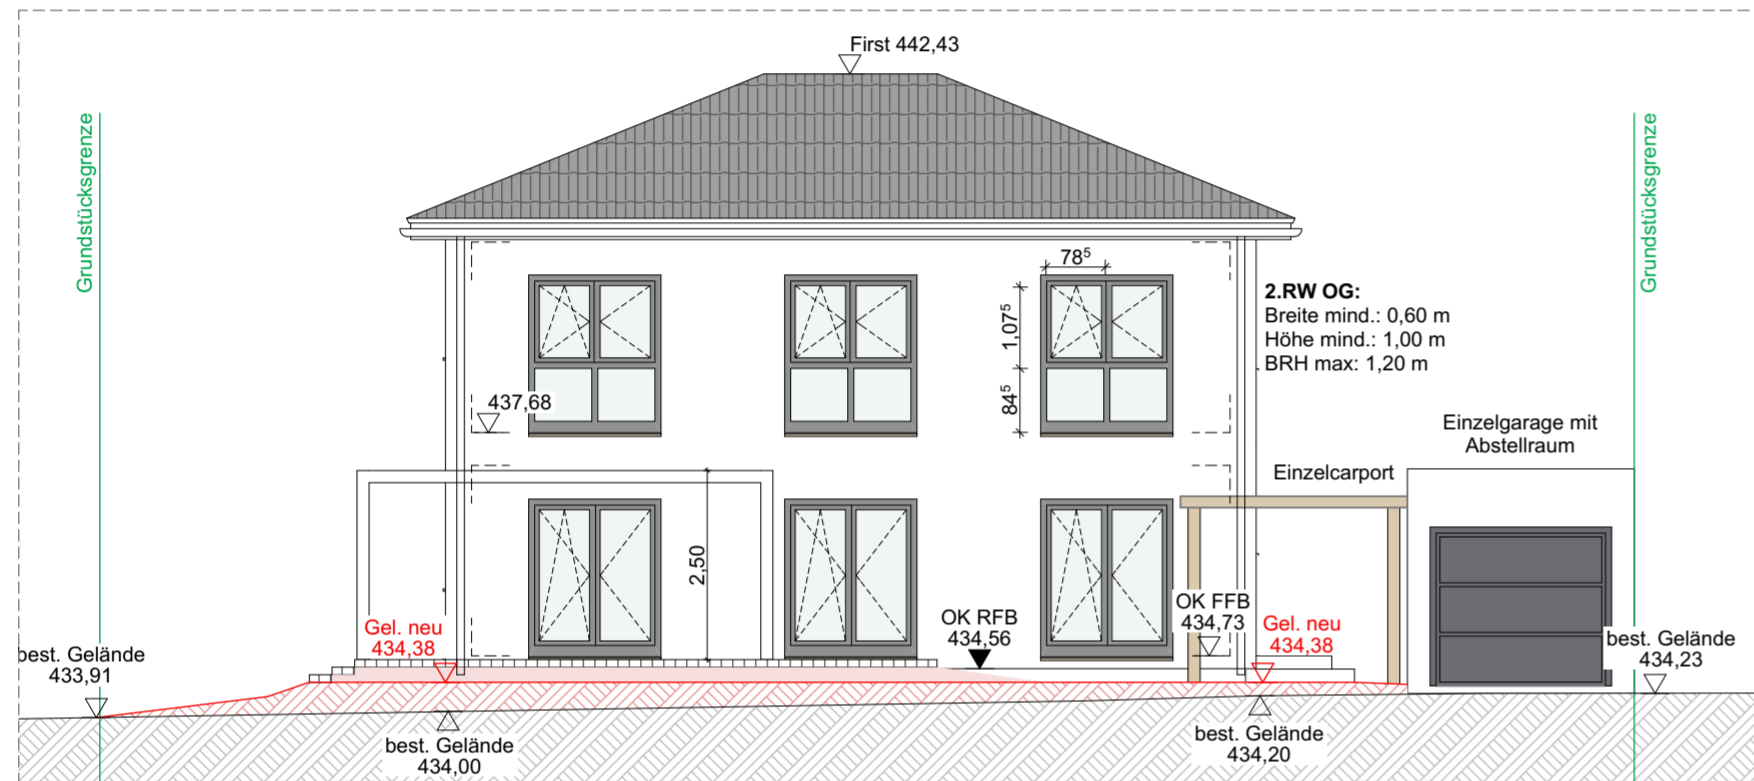 First 442,43
Grundstücksgrenze
Grundstücksgrenze
78⁵
1,07⁵
84⁵
2.RW OG:
Breite mind.: 0,60 m
Höhe mind.: 1,00 m
BRH max: 1,20 m
437,68
Einzelgarage mit
Abstellraum
Einzelcarport
2,50
OK RFB
434,56
OK FFB
434,73
Gel. neu
434,38
Gel. neu
434,38
best. Gelände
433,91
best. Gelände
434,23
best. Gelände
434,00
best. Gelände
434,20